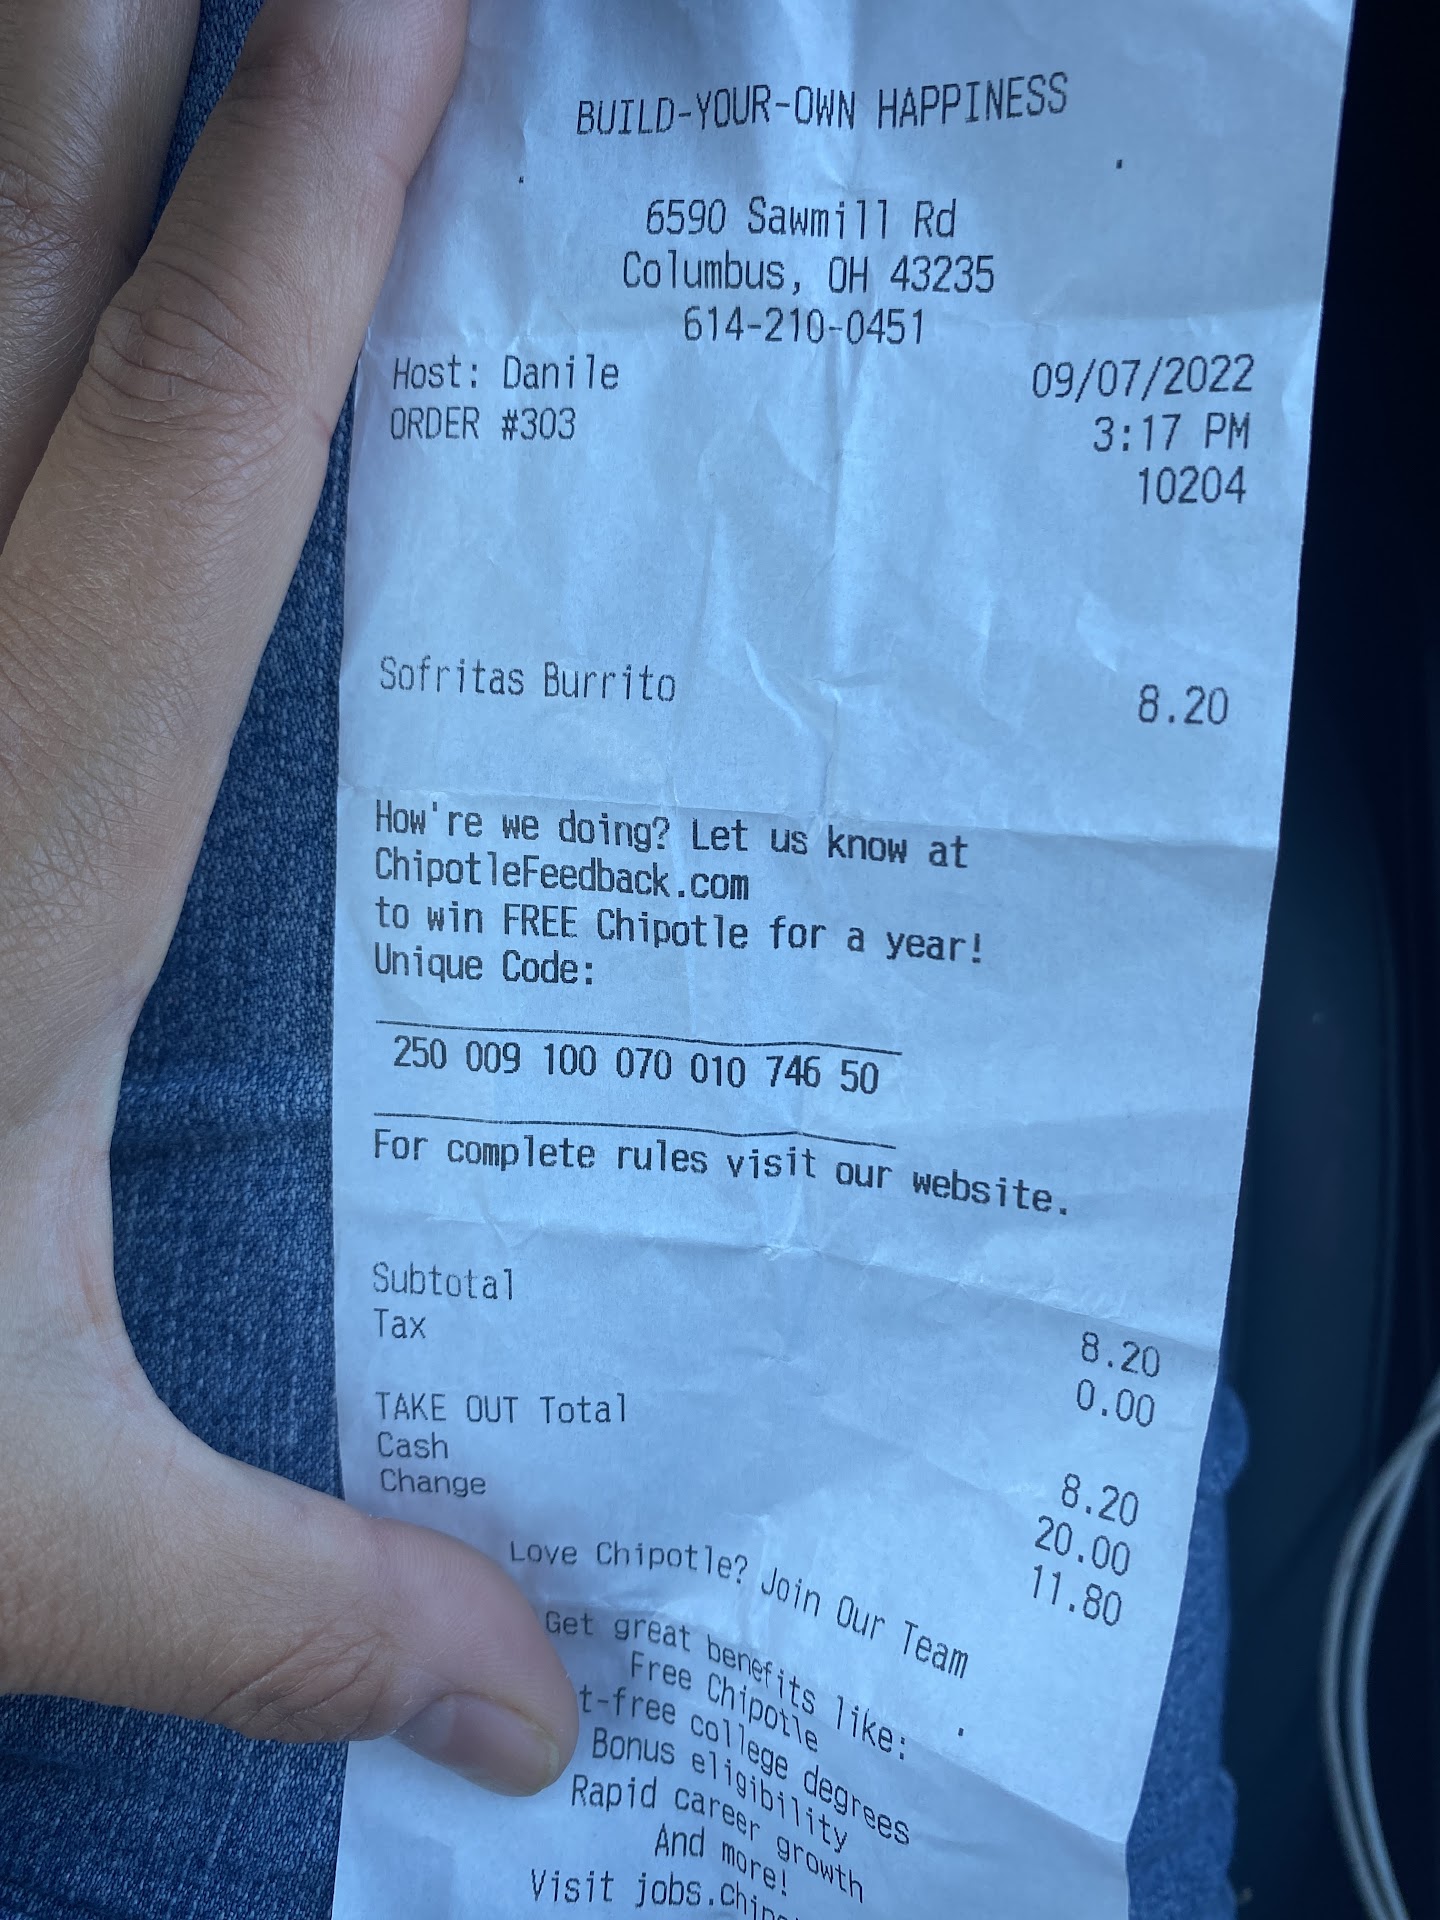 BUILD-YOUR-OWN HAPPINESS
6590 Sawmill Rd
Columbus, OH 43235
614-210-0451
Host: Danile 09/07/2022
ORDER #303 3:17 PM
10204
Sofritas Burrito 8.20
How're we doing? Let us know at
ChipotleFeedback.com
to win FREE Chipotle for a year!
Unique Code:
250 009 100 070 010 746 50
For complete rules visit our website.
Subtotal 8.20
Tax 0.00
TAKE OUT Total 8.20
Cash 20.00
Change 11.80
Love Chipotle? Join Our Team
Get great benefits like:
Free Chipotle
t-free college degrees
Bonus eligibility
Rapid career growth
And more!
Visit jobs.chipo